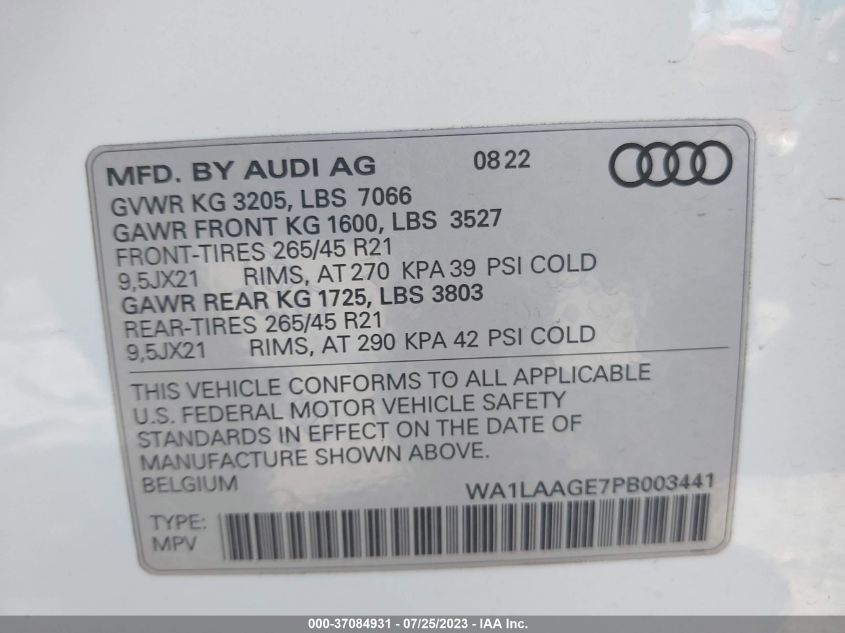 MFD. BY AUDI AG 08 22
GVWR KG 3205, LBS 7066
GAWR FRONT KG 1600, LBS 3527
FRONT-TIRES 265/45 R21
9,5JX21 RIMS, AT 270 KPA 39 PSI COLD
GAWR REAR KG 1725, LBS 3803
REAR-TIRES 265/45 R21
9,5JX21 RIMS, AT 290 KPA 42 PSI COLD
THIS VEHICLE CONFORMS TO ALL APPLICABLE
U.S. FEDERAL MOTOR VEHICLE SAFETY
STANDARDS IN EFFECT ON THE DATE OF
MANUFACTURE SHOWN ABOVE.
BELGIUM WA1LAAGE7PB003441
TYPE:
MPV
000-37084931 - 07/25/2023 - IAA Inc.